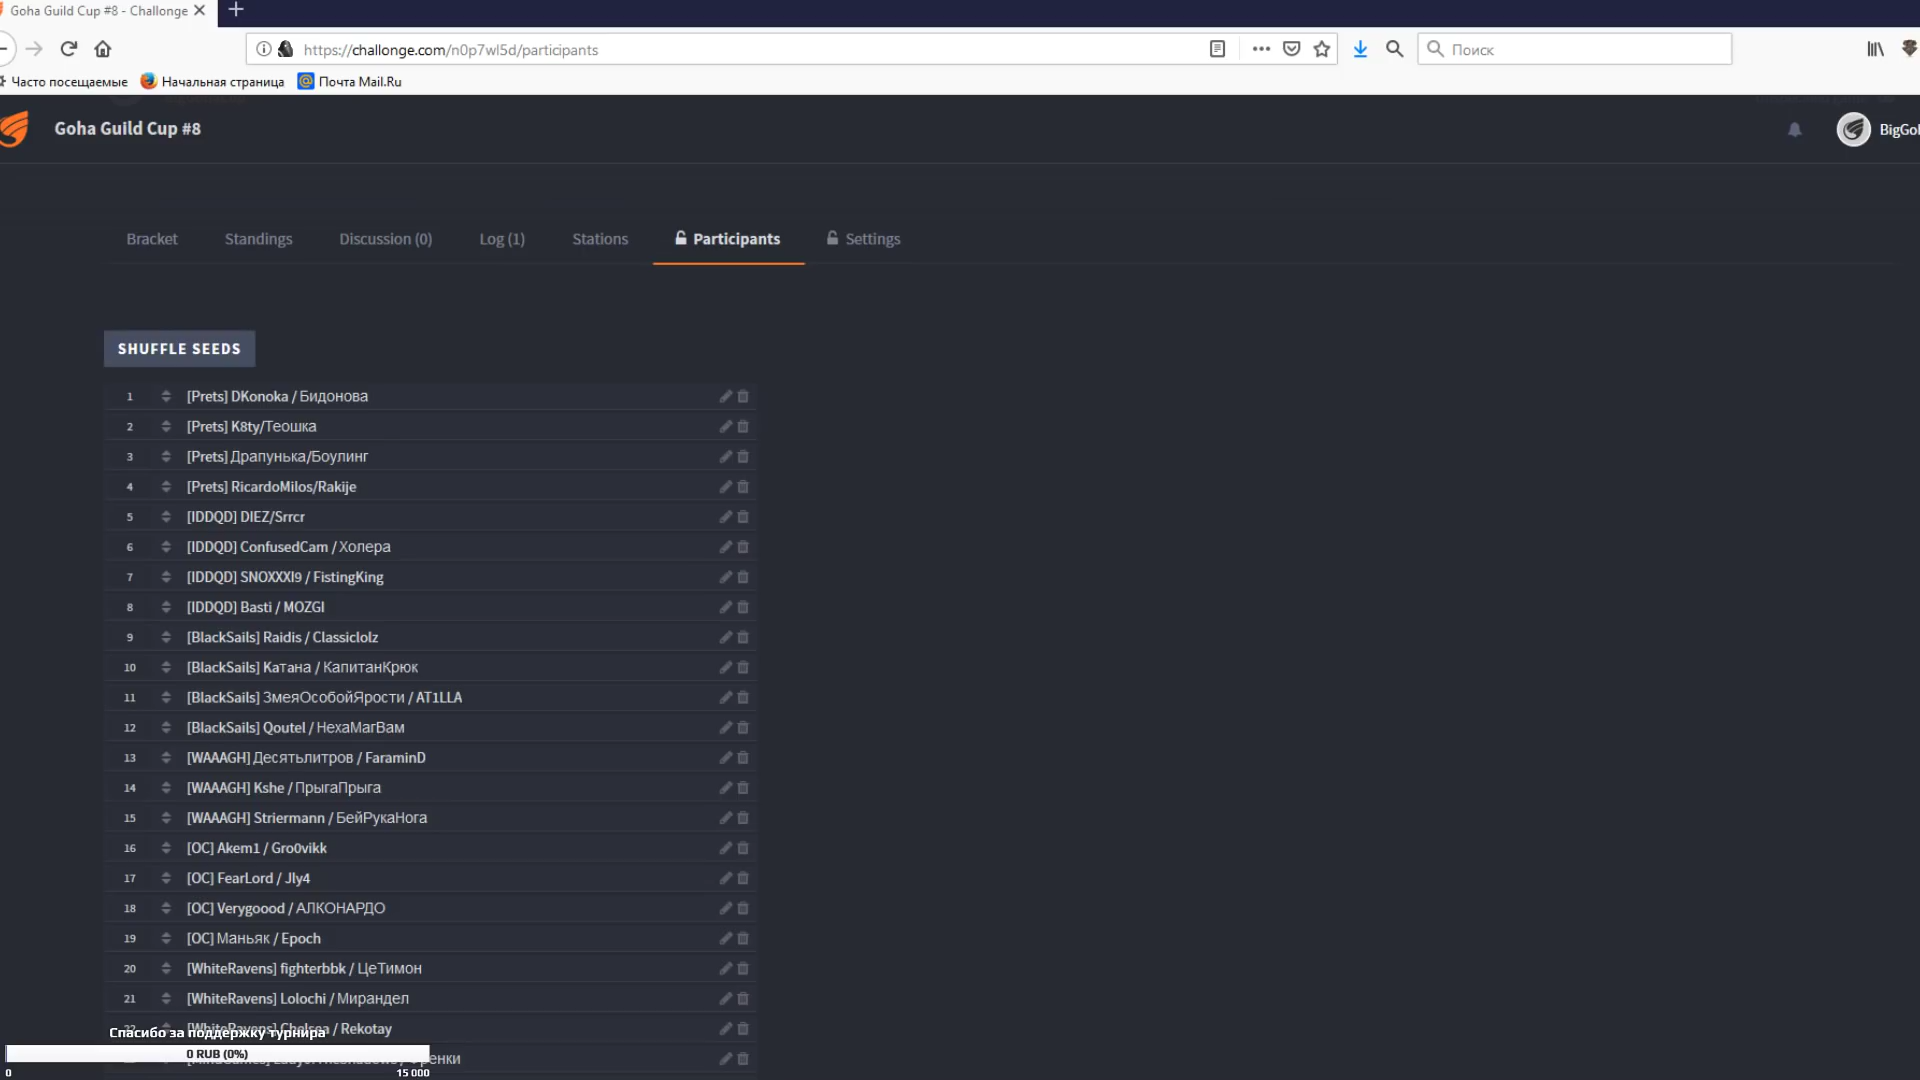 Goha Guild Cup #8 - Challonge
https://challonge.com/n0p7wl5d/participants
Поиск
Часто посещаемые Начальная страница Почта Mail.Ru
Goha Guild Cup #8
BigGo
Bracket Standings Discussion (0) Log (1) Stations Participants Settings
SHUFFLE SEEDS
1 [Prets] DKonoka / Бидонова
2 [Prets] K8ty/Теошка
3 [Prets] Драпунька/Боулинг
4 [Prets] RicardoMilos/Rakije
5 [IDDQD] DIEZ/Srrcr
6 [IDDQD] ConfusedCam / Холера
7 [IDDQD] SNOXXXI9 / FistingKing
8 [IDDQD] Basti / MOZGI
9 [BlackSails] Raidis / Classiclolz
10 [BlackSails] Катана / КапитанКрюк
11 [BlackSails] ЗмеяОсобойЯрости / AT1LLA
12 [BlackSails] Qoutel / НехаМагВам
13 [WAAAGH] Десятьлитров / FaraminD
14 [WAAAGH] Kshe / ПрыгаПрыга
15 [WAAAGH] Striermann / БейРукаНога
16 [OC] Akem1 / Gro0vikk
17 [OC] FearLord / Jly4
18 [OC] Verygoood / АЛКОНАРДО
19 [OC] Маньяк / Epoch
20 [WhiteRavens] fighterbbk / ЦеТимон
21 [WhiteRavens] Lolochi / Мирандел
22 [WhiteRavens] Chelsea / Rekotay
Спасибо за поддержку турнира
0 RUB (0%)
0 15 000